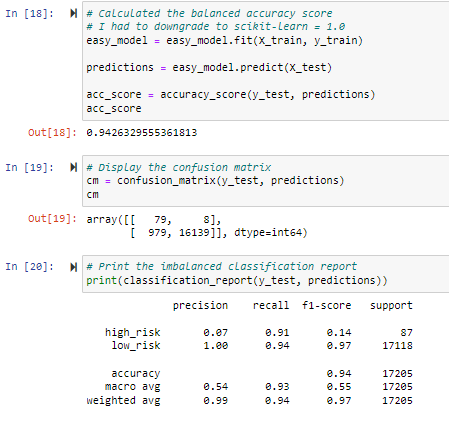 In [18]: # Calculated the balanced accuracy score
# I had to downgrade to scikit-learn = 1.0
easy_model = easy_model.fit(X_train, y_train)
predictions = easy_model.predict(X_test)
acc_score = accuracy_score(y_test, predictions)
acc_score
Out[18]: 0.9426329555361813
In [19]: # Display the confusion matrix
cm = confusion_matrix(y_test, predictions)
cm
Out[19]: array([[   79,     8],
[  979, 16139]], dtype=int64)
In [20]: # Print the imbalanced classification report
print(classification_report(y_test, predictions))
precision recall f1-score support
high_risk 0.07 0.91 0.14 87
low_risk 1.00 0.94 0.97 17118
accuracy 0.94 17205
macro avg 0.54 0.93 0.55 17205
weighted avg 0.99 0.94 0.97 17205